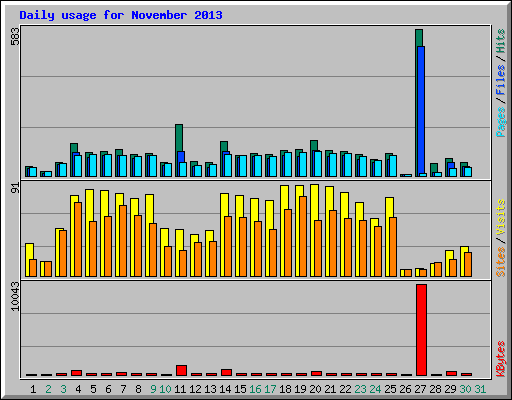 Daily usage for November 2013
583
Pages / Files / Hits
91
Sites / Visits
10043
KBytes
1 2 3 4 5 6 7 8 9 10 11 12 13 14 15 16 17 18 19 20 21 22 23 24 25 26 27 28 29 30 31